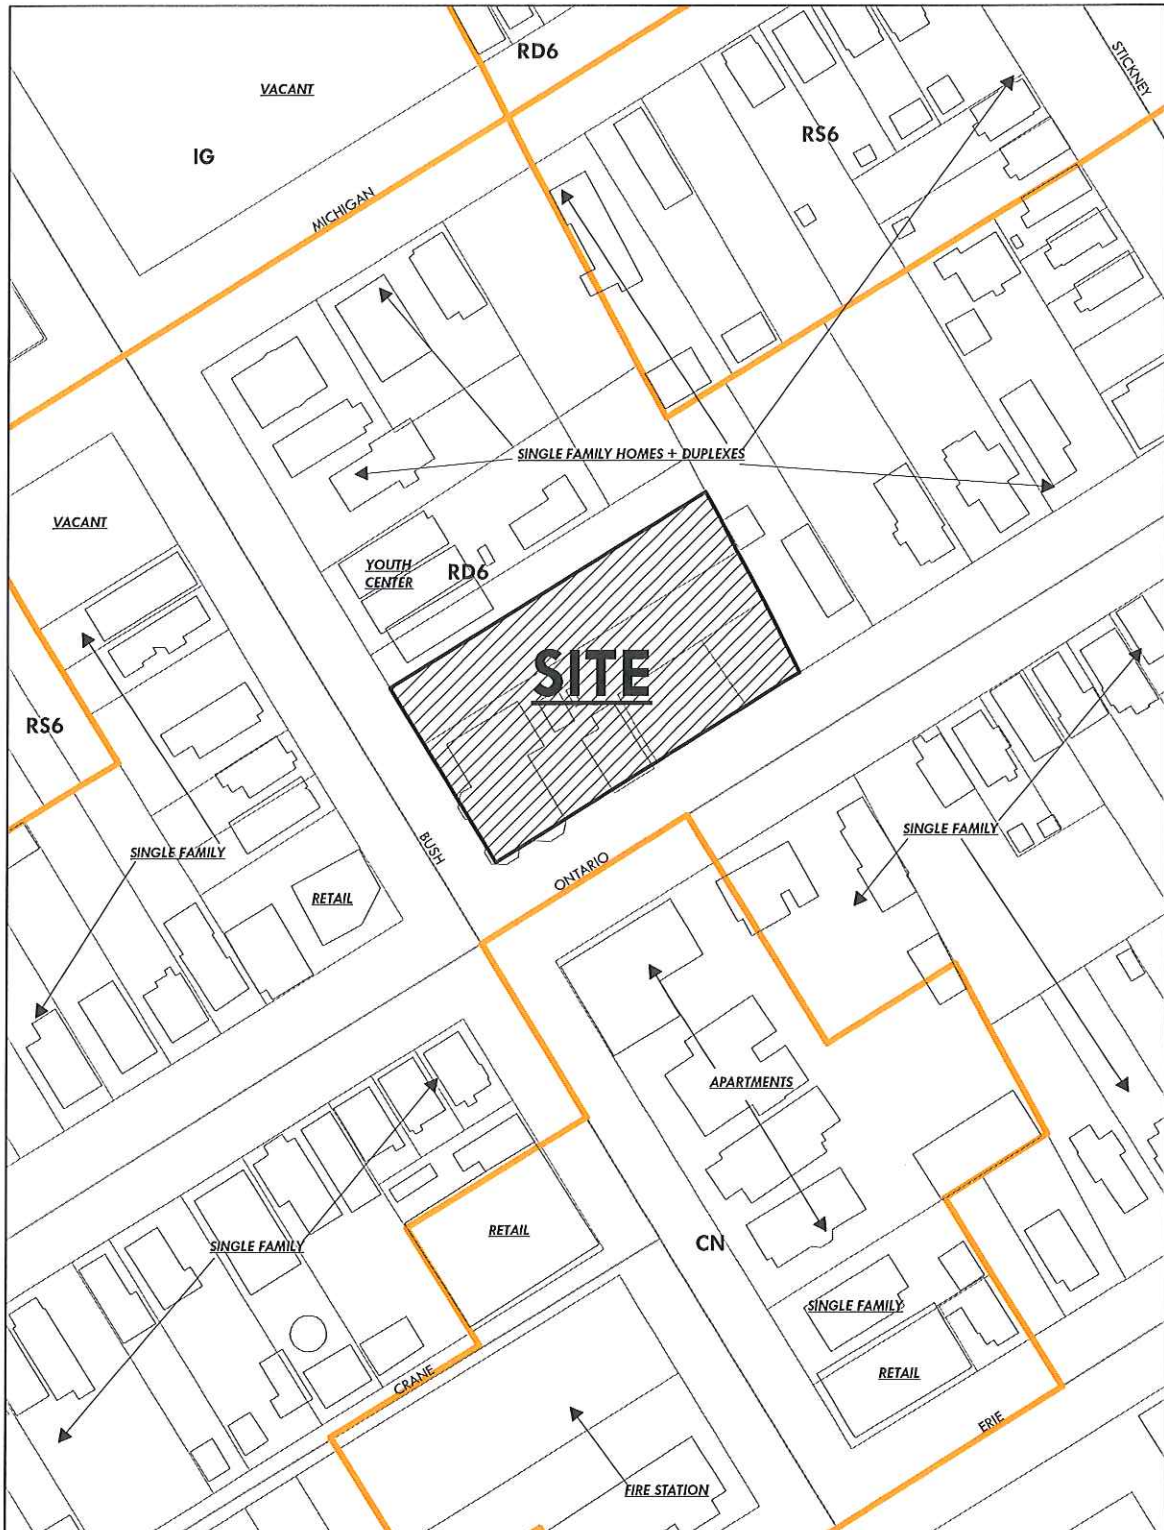 RD6
STICKNEY
VACANT
RS6
IG
MICHIGAN
SINGLE FAMILY HOMES + DUPLEXES
VACANT
YOUTH
CENTER
RD6
SITE
RS6
BUSH
SINGLE FAMILY
ONTARIO
SINGLE FAMILY
RETAIL
APARTMENTS
RETAIL
CN
SINGLE FAMILY
SINGLE FAMILY
RETAIL
CRANE
ERIE
FIRE STATION